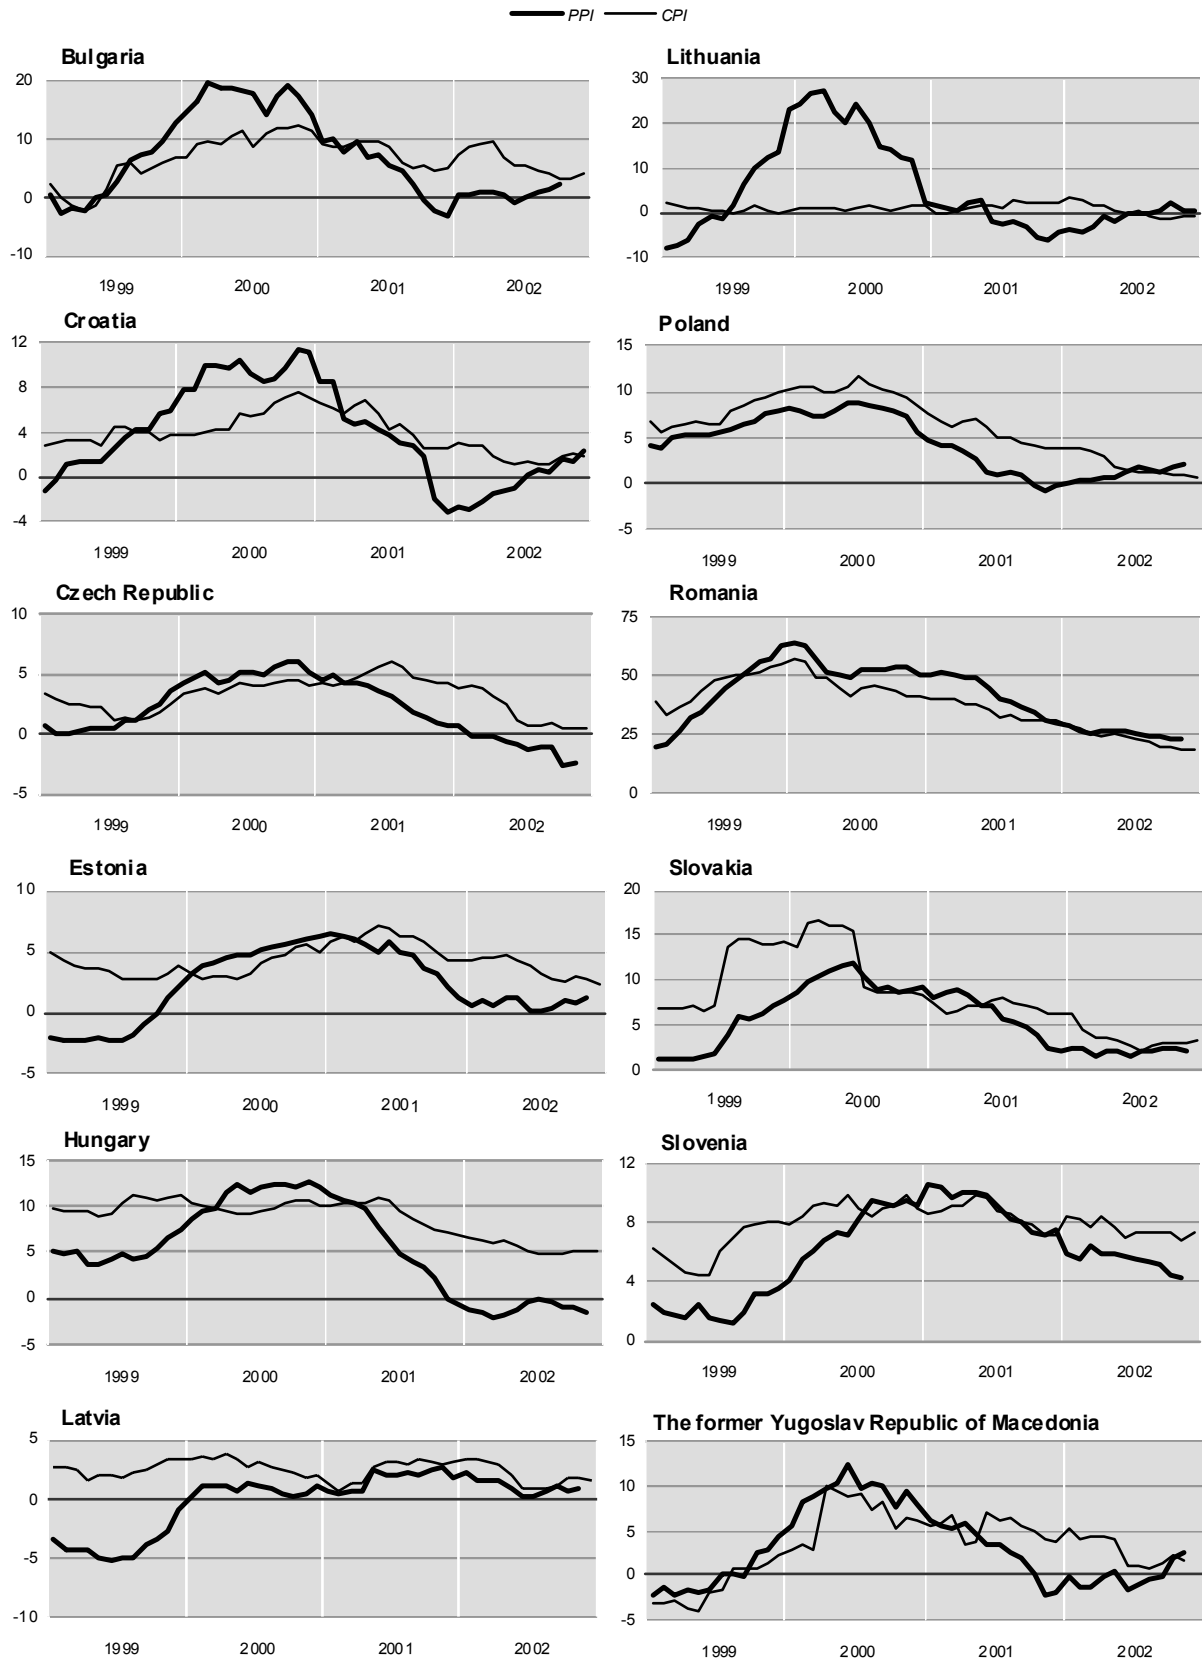 PPI CPI
Bulgaria
20
10
0
-10
1999 2000 2001 2002
Lithuania
30
20
10
0
-10
1999 2000 2001 2002
Croatia
12
8
4
0
-4
1999 2000 2001 2002
Poland
15
10
5
0
-5
1999 2000 2001 2002
Czech Republic
10
5
0
-5
1999 2000 2001 2002
Romania
75
50
25
0
1999 2000 2001 2002
Estonia
10
5
0
-5
1999 2000 2001 2002
Slovakia
20
15
10
5
0
1999 2000 2001 2002
Hungary
15
10
5
0
-5
1999 2000 2001 2002
Slovenia
12
8
4
0
1999 2000 2001 2002
Latvia
5
0
-5
-10
1999 2000 2001 2002
The former Yugoslav Republic of Macedonia
15
10
5
0
-5
1999 2000 2001 2002